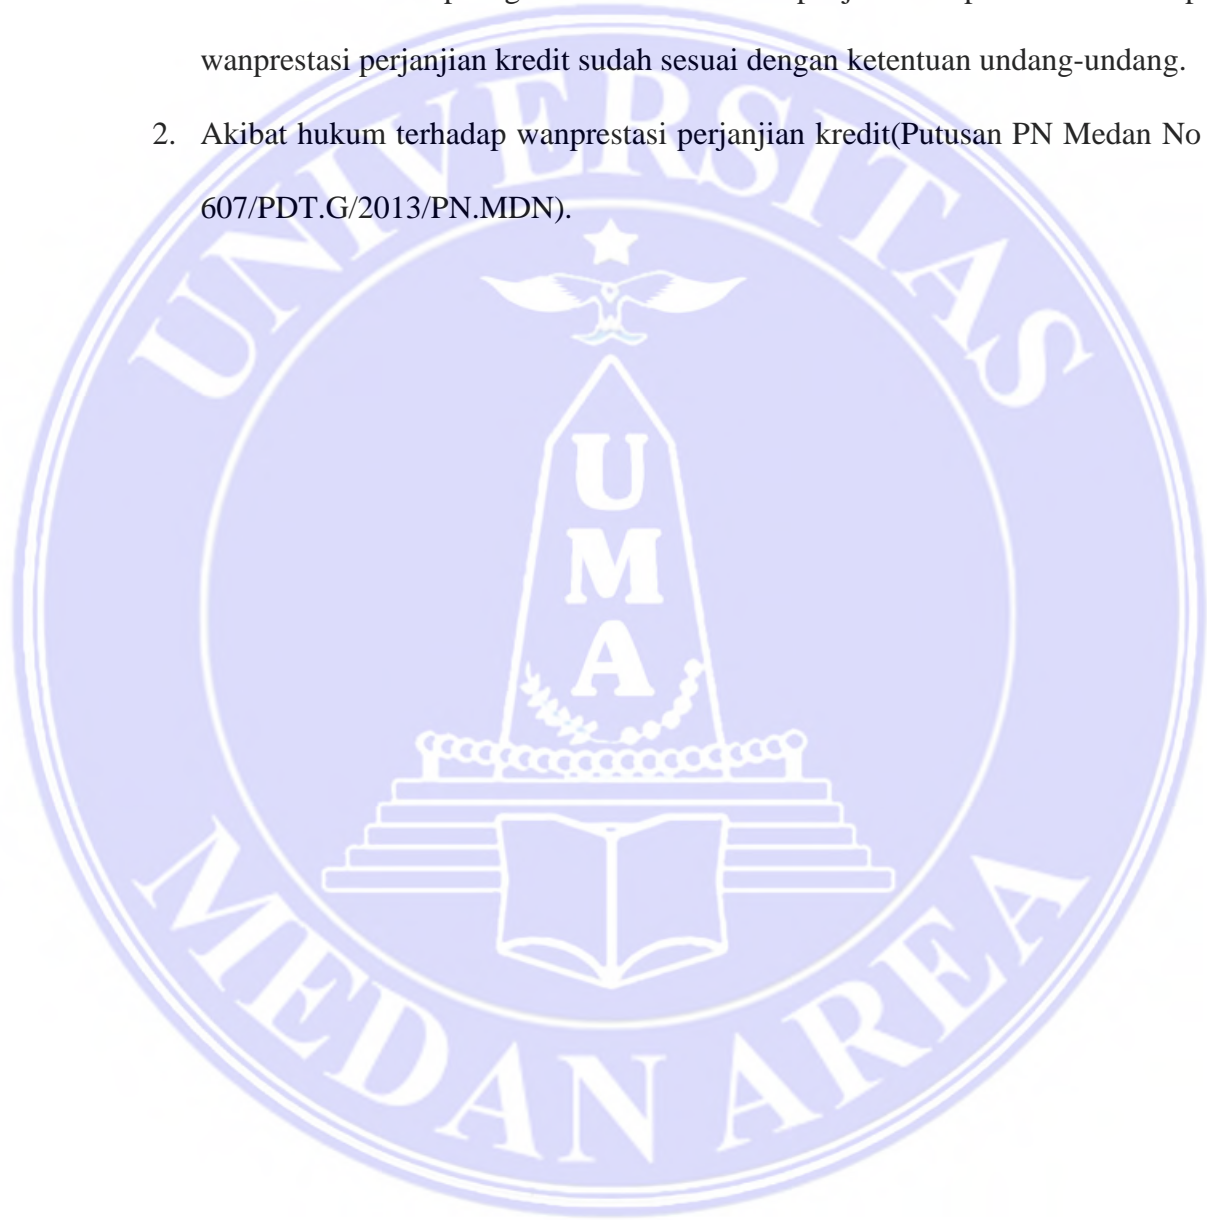 wanprestasi perjanjian kredit sudah sesuai dengan ketentuan undang-undang.
2. Akibat hukum terhadap wanprestasi perjanjian kredit(Putusan PN Medan No
607/PDT.G/2013/PN.MDN).
UNIVERSITAS
UMA
MEDAN AREA